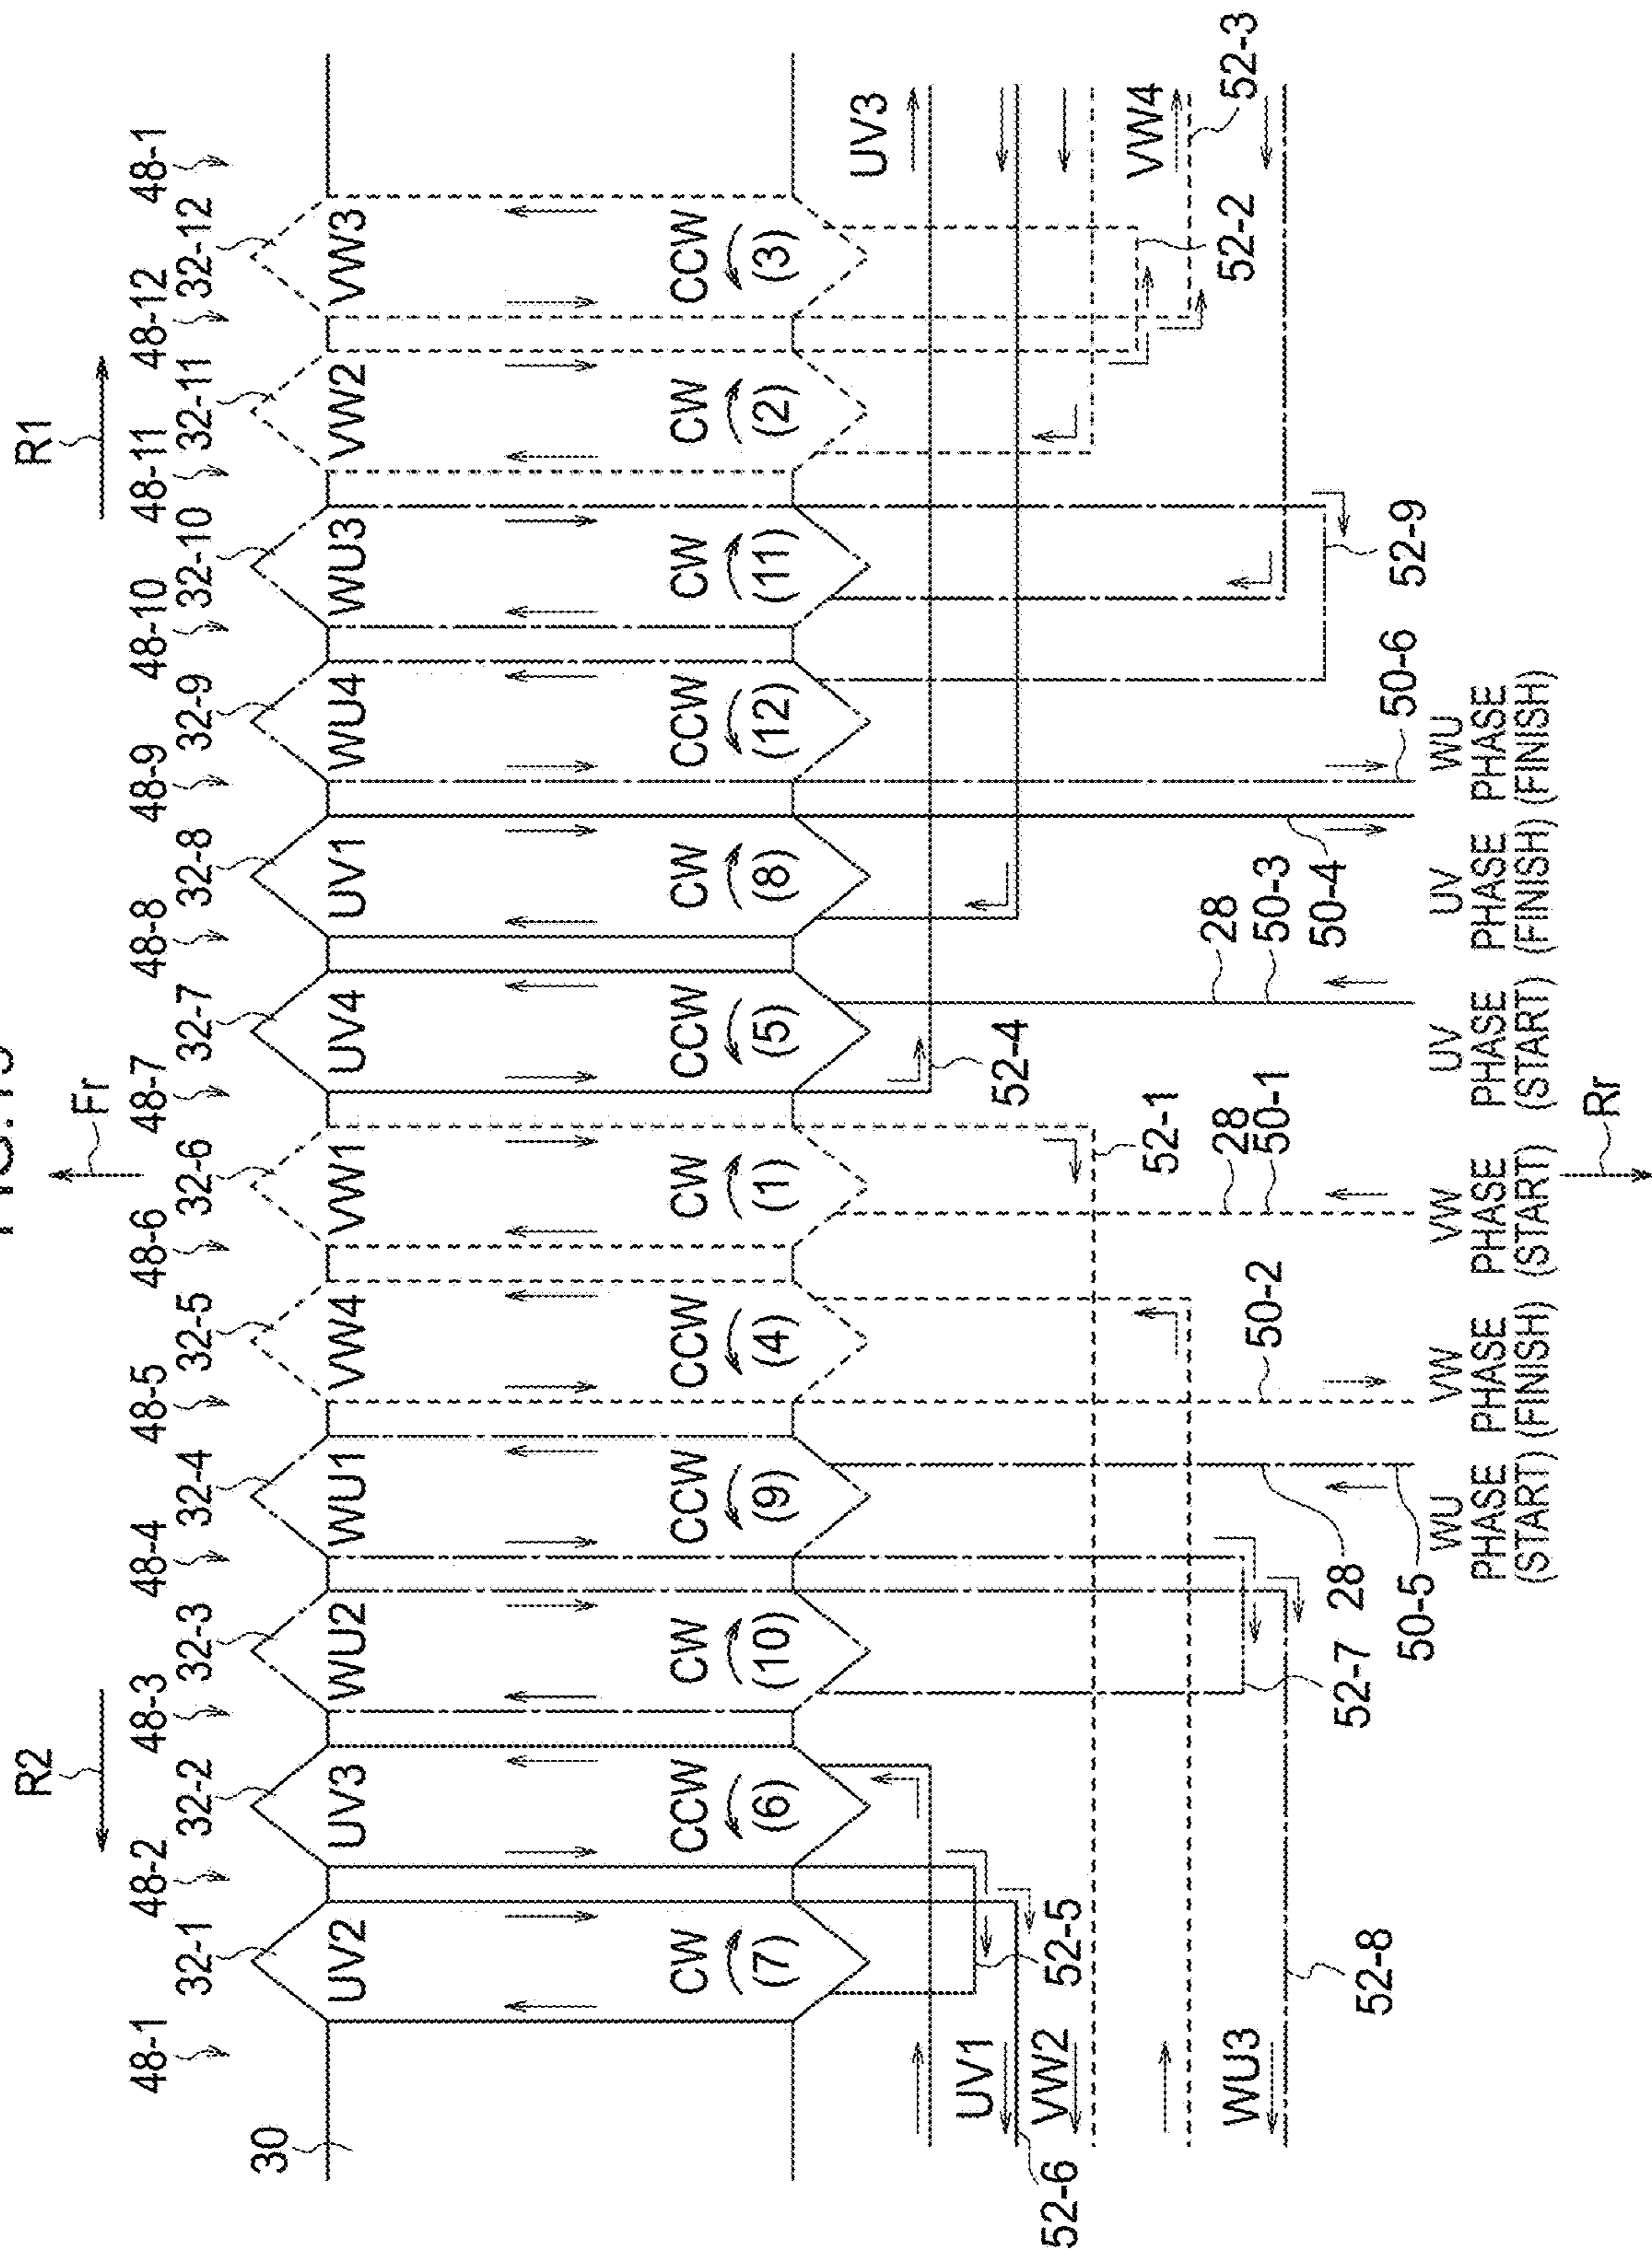 R2
R1
Fr
48-1
48-2
48-3
48-4
48-5
48-6
48-7
48-8
48-9
48-10
48-11
48-12
48-1
32-1
32-2
32-3
32-4
32-5
32-6
32-7
32-8
32-9
32-10
32-11
32-12
30
UV2
UV3
WU2
WU1
VW4
VW1
UV4
UV1
WU4
WU3
VW2
VW3
CW
CCW
CW
CCW
CCW
CW
CCW
CW
CCW
CW
CW
CCW
(7)
(6)
(10)
(9)
(4)
(1)
(5)
(8)
(12)
(11)
(2)
(3)
UV3
UV1
VW2
VW4
WU3
52-6
52-5
52-8
52-7
52-1
52-4
52-9
52-2
52-3
28
50-5
50-2
28
50-1
28
50-3
50-4
50-6
WU
PHASE
(START)
VW
PHASE
(FINISH)
VW
PHASE
(START)
UV
PHASE
(START)
UV
PHASE
(FINISH)
WU
PHASE
(FINISH)
Rr